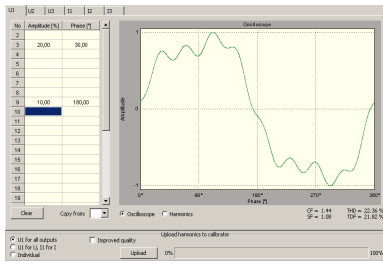 U1 U2 U3 I1 I2 I3
No Amplitude [%] Phase [°]
2
3 20,00 30,00
4
5
6
7
8
9 10,00 180,00
10
11
12
13
14
15
16
17
18
19
Clear Copy from:
Oscilloscope
1
0
-1
Amplitude
0° 90° 199° 270° 360°
Phase [°]
Oscilloscope Harmonics
CF = 1.44 THD = 22.36 %
SF = 1.08 TDF = 21.82 %
Upload harmonics to calibrator
U1 for all outputs
U1 for U, I1 for I
Individual
Improved quality
Upload 0% 100%